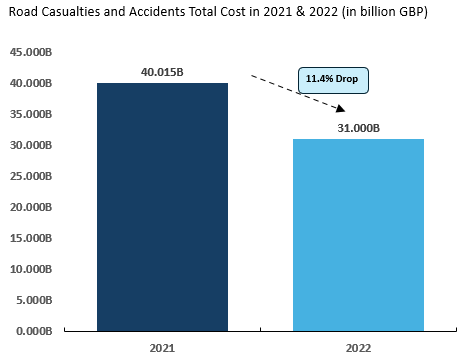 Road Casualties and Accidents Total Cost in 2021 & 2022 (in billion GBP)
45.000B
40.000B
35.000B
30.000B
25.000B
20.000B
15.000B
10.000B
5.000B
0.000B
40.015B
11.4% Drop
31.000B
2021
2022